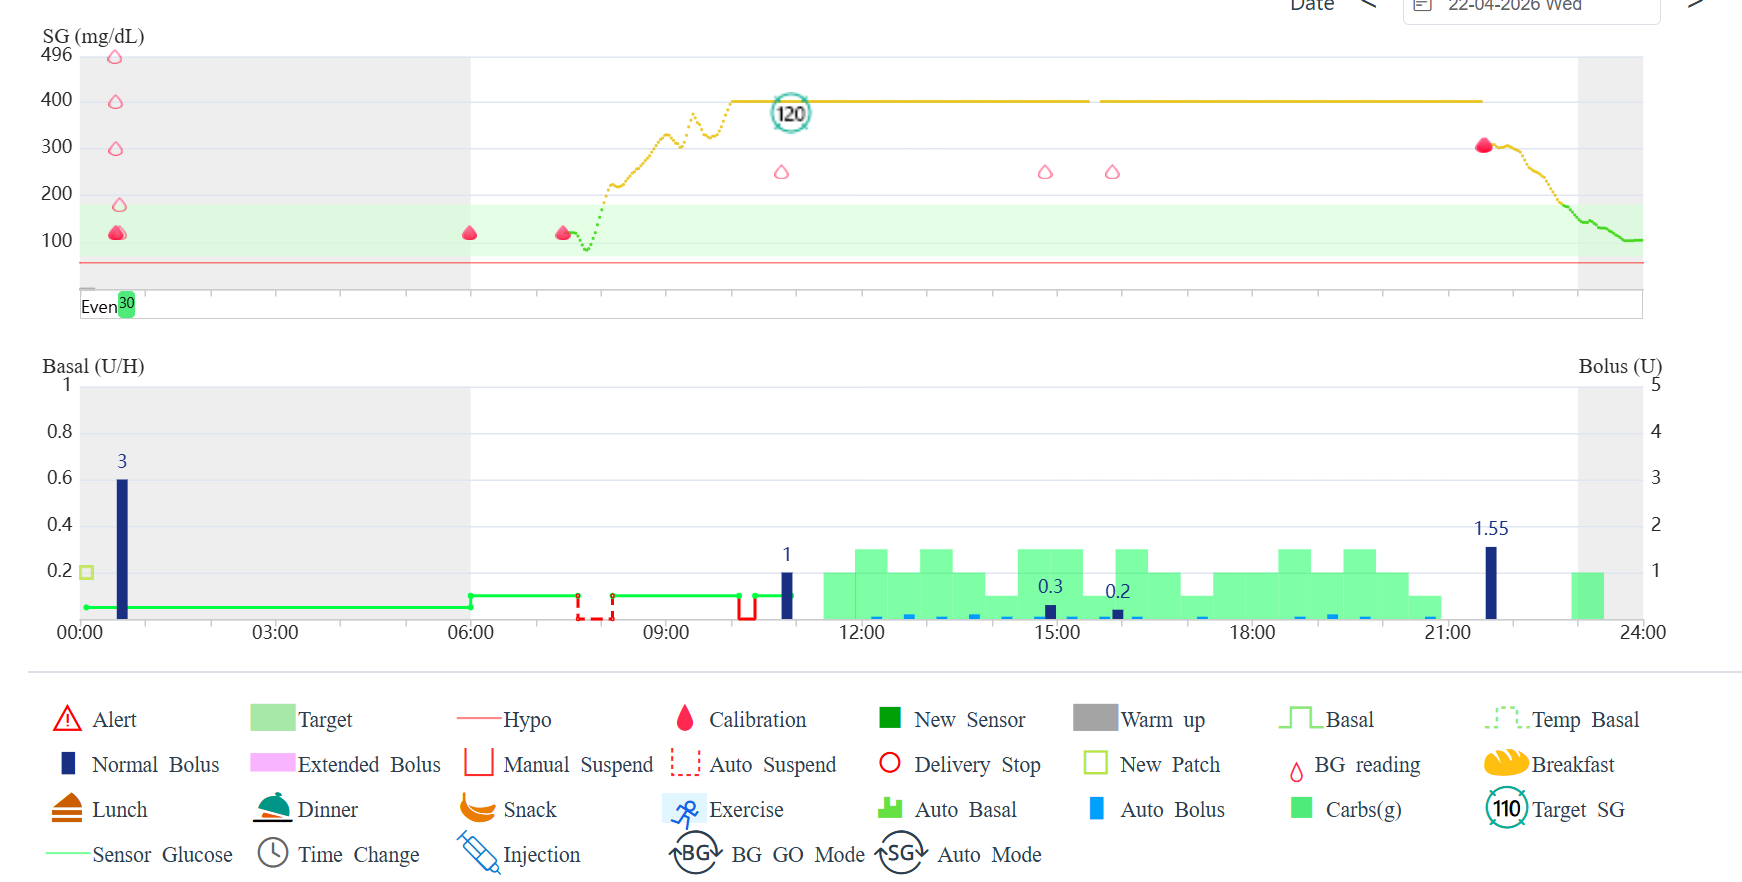 Date < 22-04-2026 Wed >
SG (mg/dL)
496
400
120
300
200
100
Even 30
Basal (U/H) Bolus (U)
1 5
0.8 4
3
0.6 3
0.4 2
1.55
1
0.2 1
0.3 0.2
00:00 03:00 06:00 09:00 12:00 15:00 18:00 21:00 24:00
Alert Target Hypo Calibration New Sensor Warm up Basal Temp Basal
Normal Bolus Extended Bolus Manual Suspend Auto Suspend Delivery Stop New Patch BG reading Breakfast
Lunch Dinner Snack Exercise Auto Basal Auto Bolus Carbs(g) 110 Target SG
Sensor Glucose Time Change Injection BG BG GO Mode SG Auto Mode